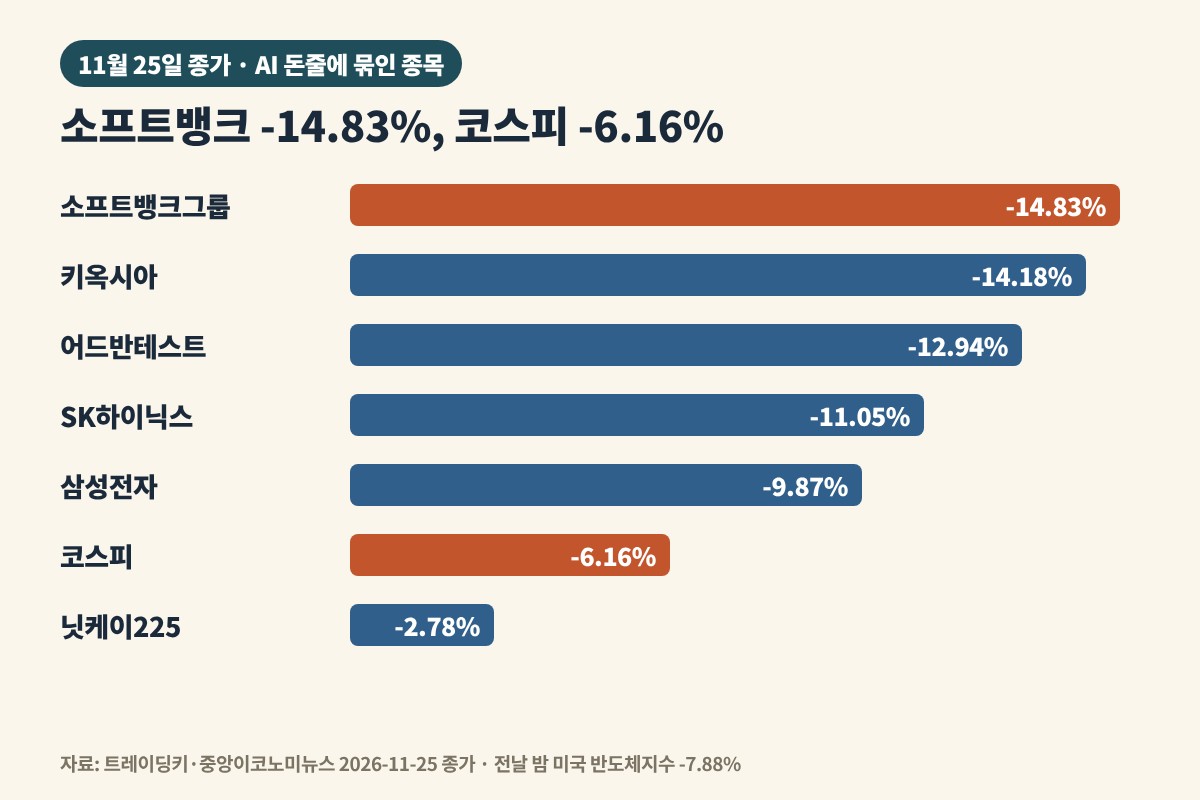 11월 25일 종가 · AI 돈줄에 묶인 종목
소프트뱅크 -14.83%, 코스피 -6.16%
소프트뱅크그룹 -14.83%
키옥시아 -14.18%
어드반테스트 -12.94%
SK하이닉스 -11.05%
삼성전자 -9.87%
코스피 -6.16%
닛케이225 -2.78%
자료: 트레이딩키·중앙이코노미뉴스 2026-11-25 종가 · 전날 밤 미국 반도체지수 -7.88%